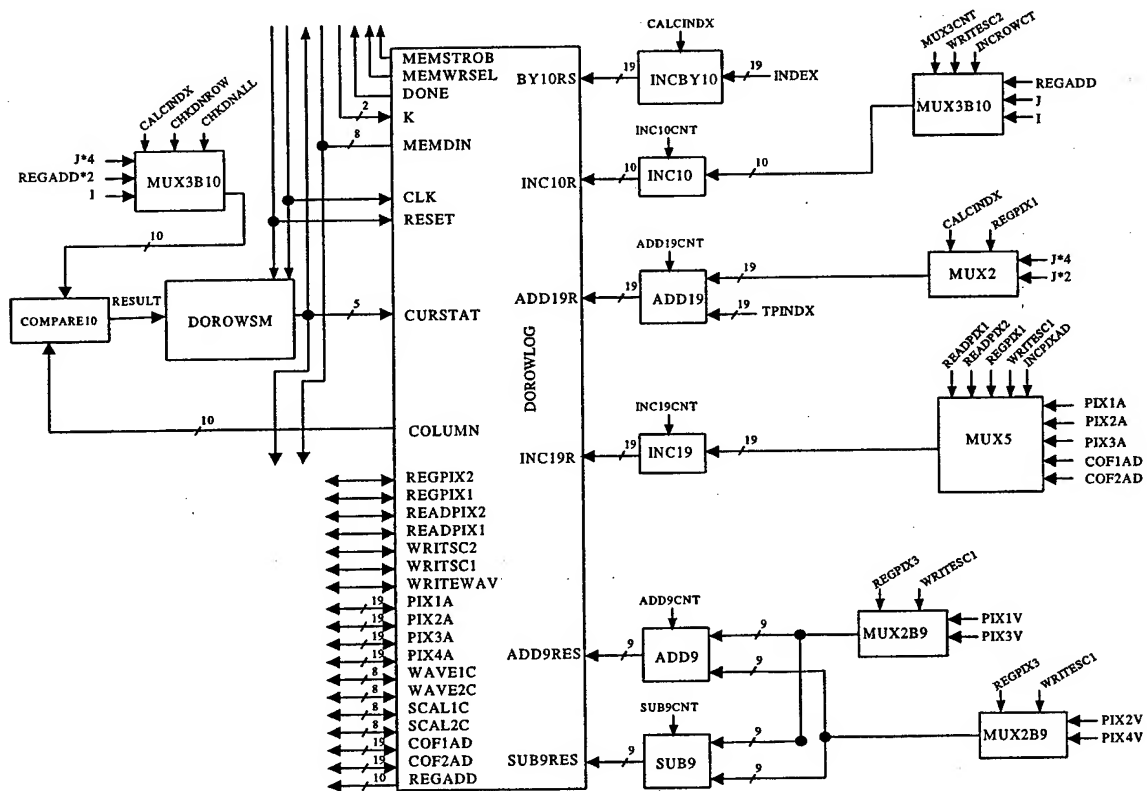 CALCINDX
CHKDNROW
CHKDNALL
J*4
REGADD*2
I
MUX3B10
10
COMPARE10
RESULT
DOROWSM
5
10
MEMSTROB
MEMWRSEL
DONE
2
K
8
MEMDIN
CLK
RESET
CURSTAT
COLUMN
REGPIX2
REGPIX1
READPIX2
READPIX1
WRITSC2
WRITSC1
WRITEWAV
19 PIX1A
19 PIX2A
19 PIX3A
19 PIX4A
8 WAVE1C
8 WAVE2C
8 SCAL1C
8 SCAL2C
19 COF1AD
19 COF2AD
10 REGADD
DOROWLOG
BY10RS
INC10R
ADD19R
INC19R
ADD9RES
SUB9RES
CALCINDX
19 INCBY10 19 INDEX
MUX3CNT
WRITESC2
INCROWCT
MUX3B10
REGADD
J
I
INC10CNT
10 INC10 10
CALCINDX
REGPIX1
MUX2
J*4
J*2
ADD19CNT
19 ADD19 19
19 TPINDX
READPIX1
READPIX2
REGPIX1
WRITESC1
INCPIXAD
MUX5
PIX1A
PIX2A
PIX3A
COF1AD
COF2AD
INC19CNT
19 INC19 19
REGPIX3
WRITESC1
MUX2B9
PIX1V
PIX3V
ADD9CNT
9 ADD9 9
9
REGPIX3
WRITESC1
MUX2B9
PIX2V
PIX4V
SUB9CNT
9 SUB9 9
9